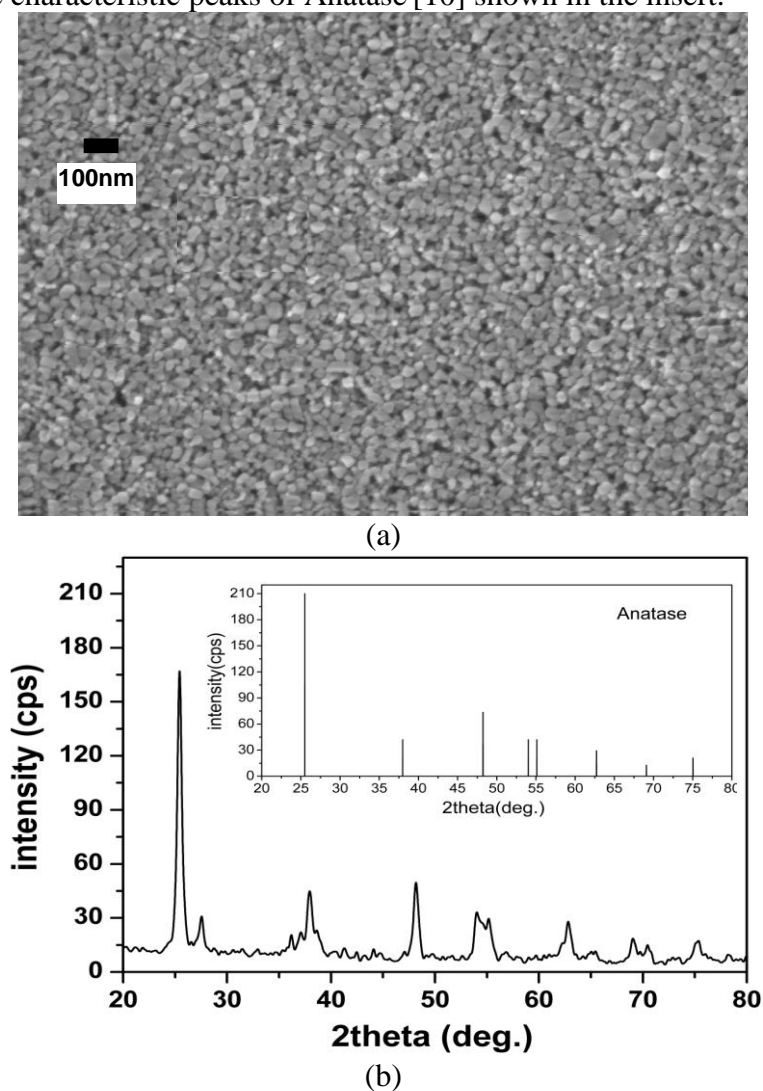 characteristic peaks of Anatase [16] shown in the insert.
100nm
(a)
intensity (cps)
210
180
150
120
90
60
30
0
20 30 40 50 60 70 80
2theta (deg.)
Anatase
intensity(cps)
210
180
150
120
90
60
30
0
20 25 30 35 40 45 50 55 60 65 70 75 80
2theta(deg.)
(b)